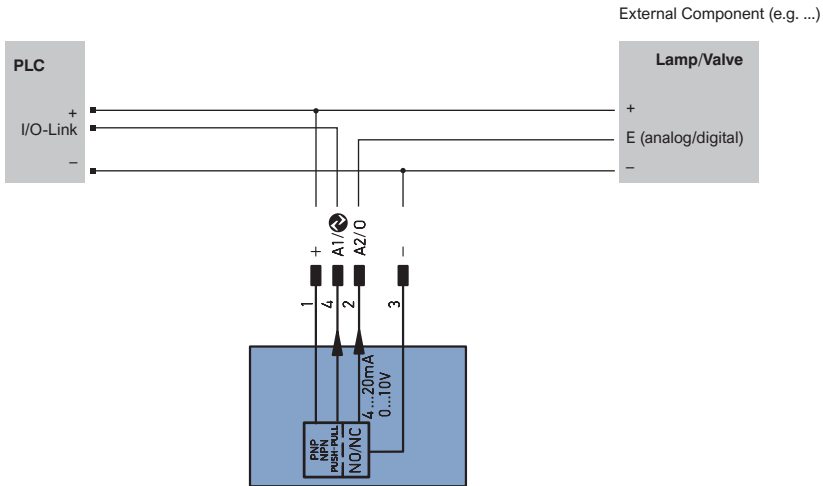 External Component (e.g. ...)
PLC
Lamp/Valve
+
I/O-Link
–
+
E (analog/digital)
–
+
A1/
A2/ O
–
1
4
2
3
4 ...20mA
0...10V
PNP
NPN
PUSH-PULL
NO/NC